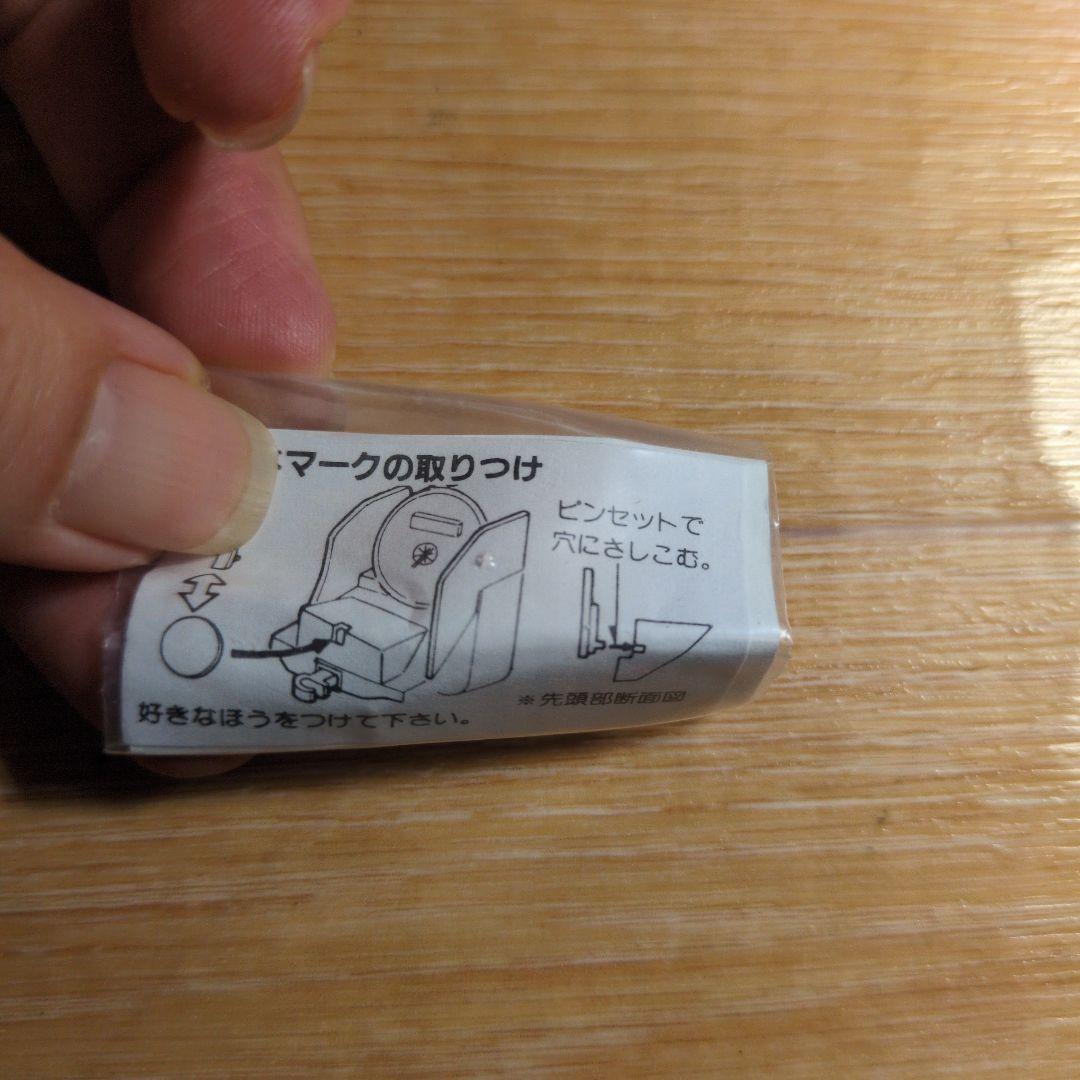 マークの取りつけ
ピンセットで
穴にさしこむ。
※先頭部断面図
好きなほうをつけて下さい。